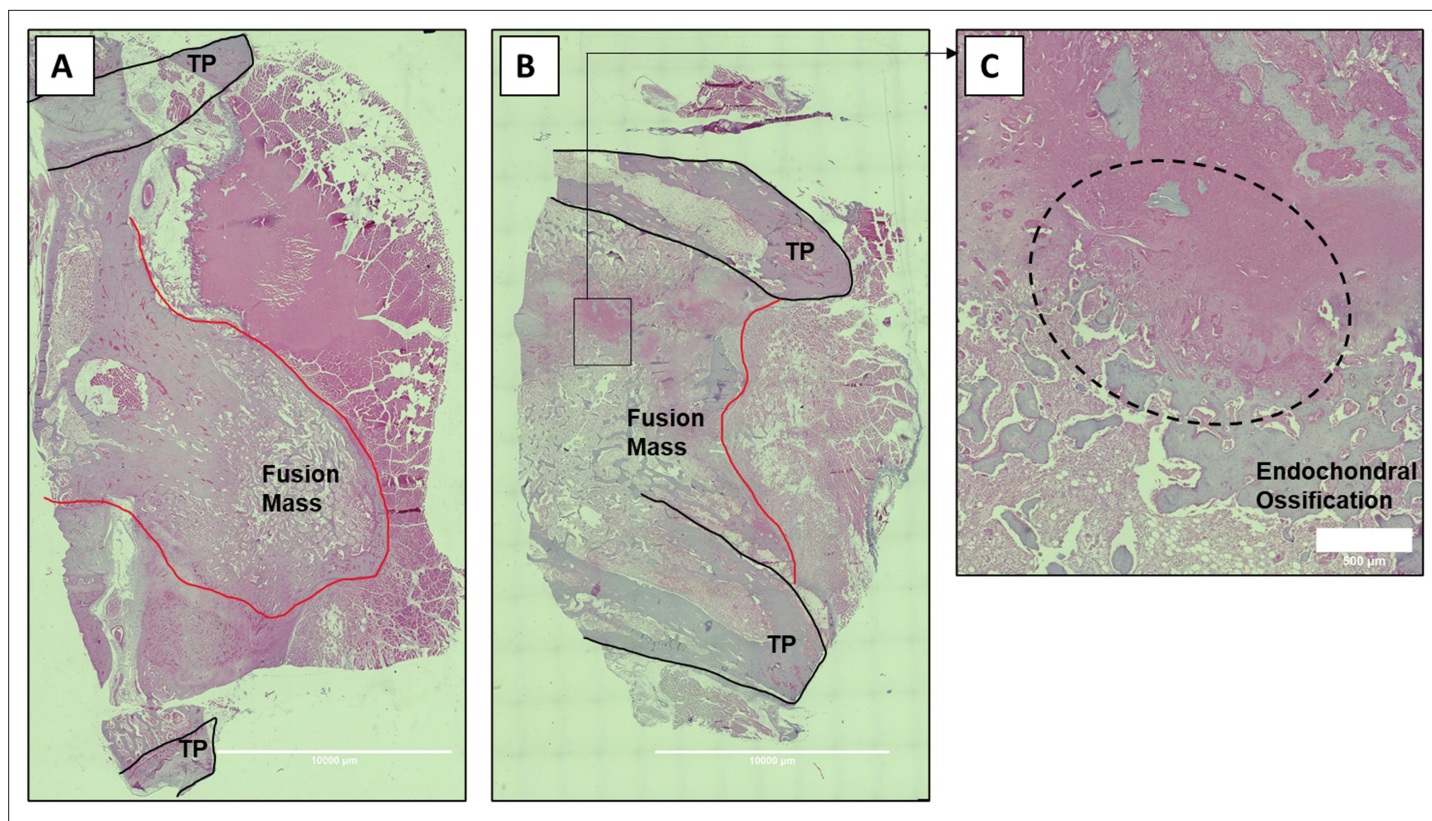 A
TP
Fusion
Mass
TP
10000 µm
B
TP
Fusion
Mass
TP
10000 µm
C
Endochondral
Ossification
500 µm